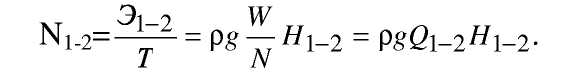 N₁₋₂ = Э₁₋₂/T = ρg W/N H₁₋₂ = ρgQ₁₋₂H₁₋₂.